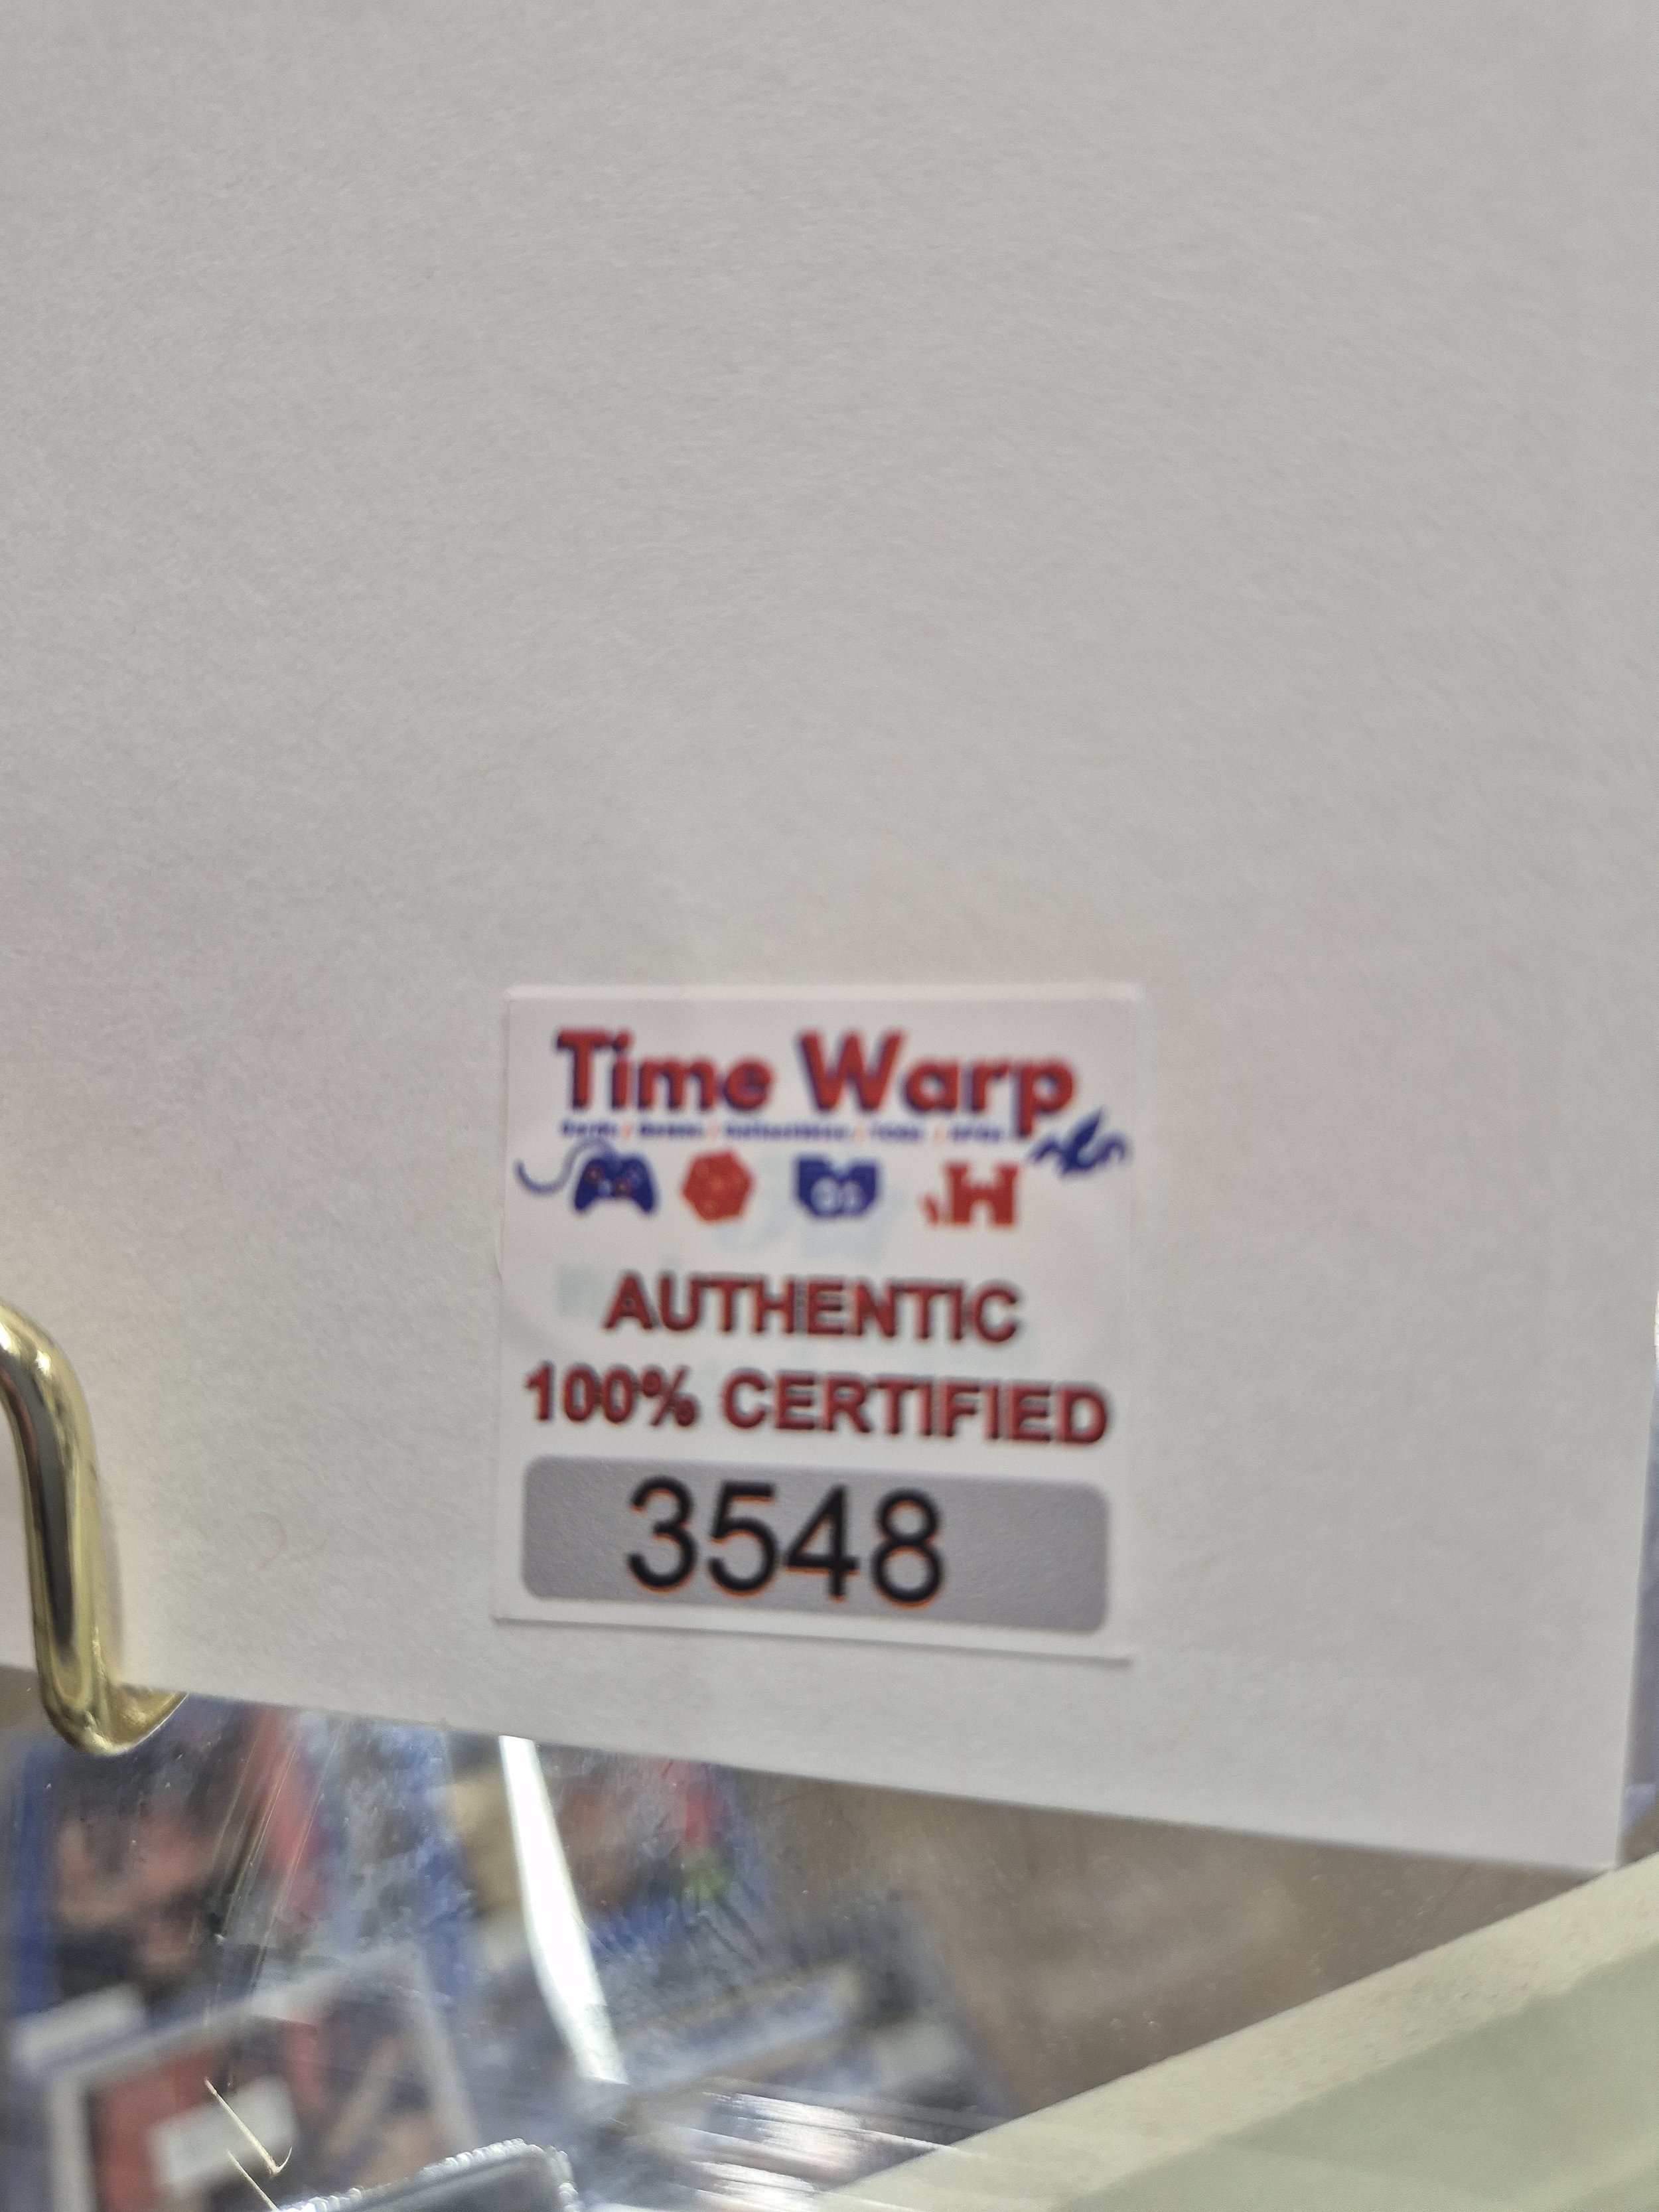 Time Warp
AUTHENTIC
100% CERTIFIED
3548